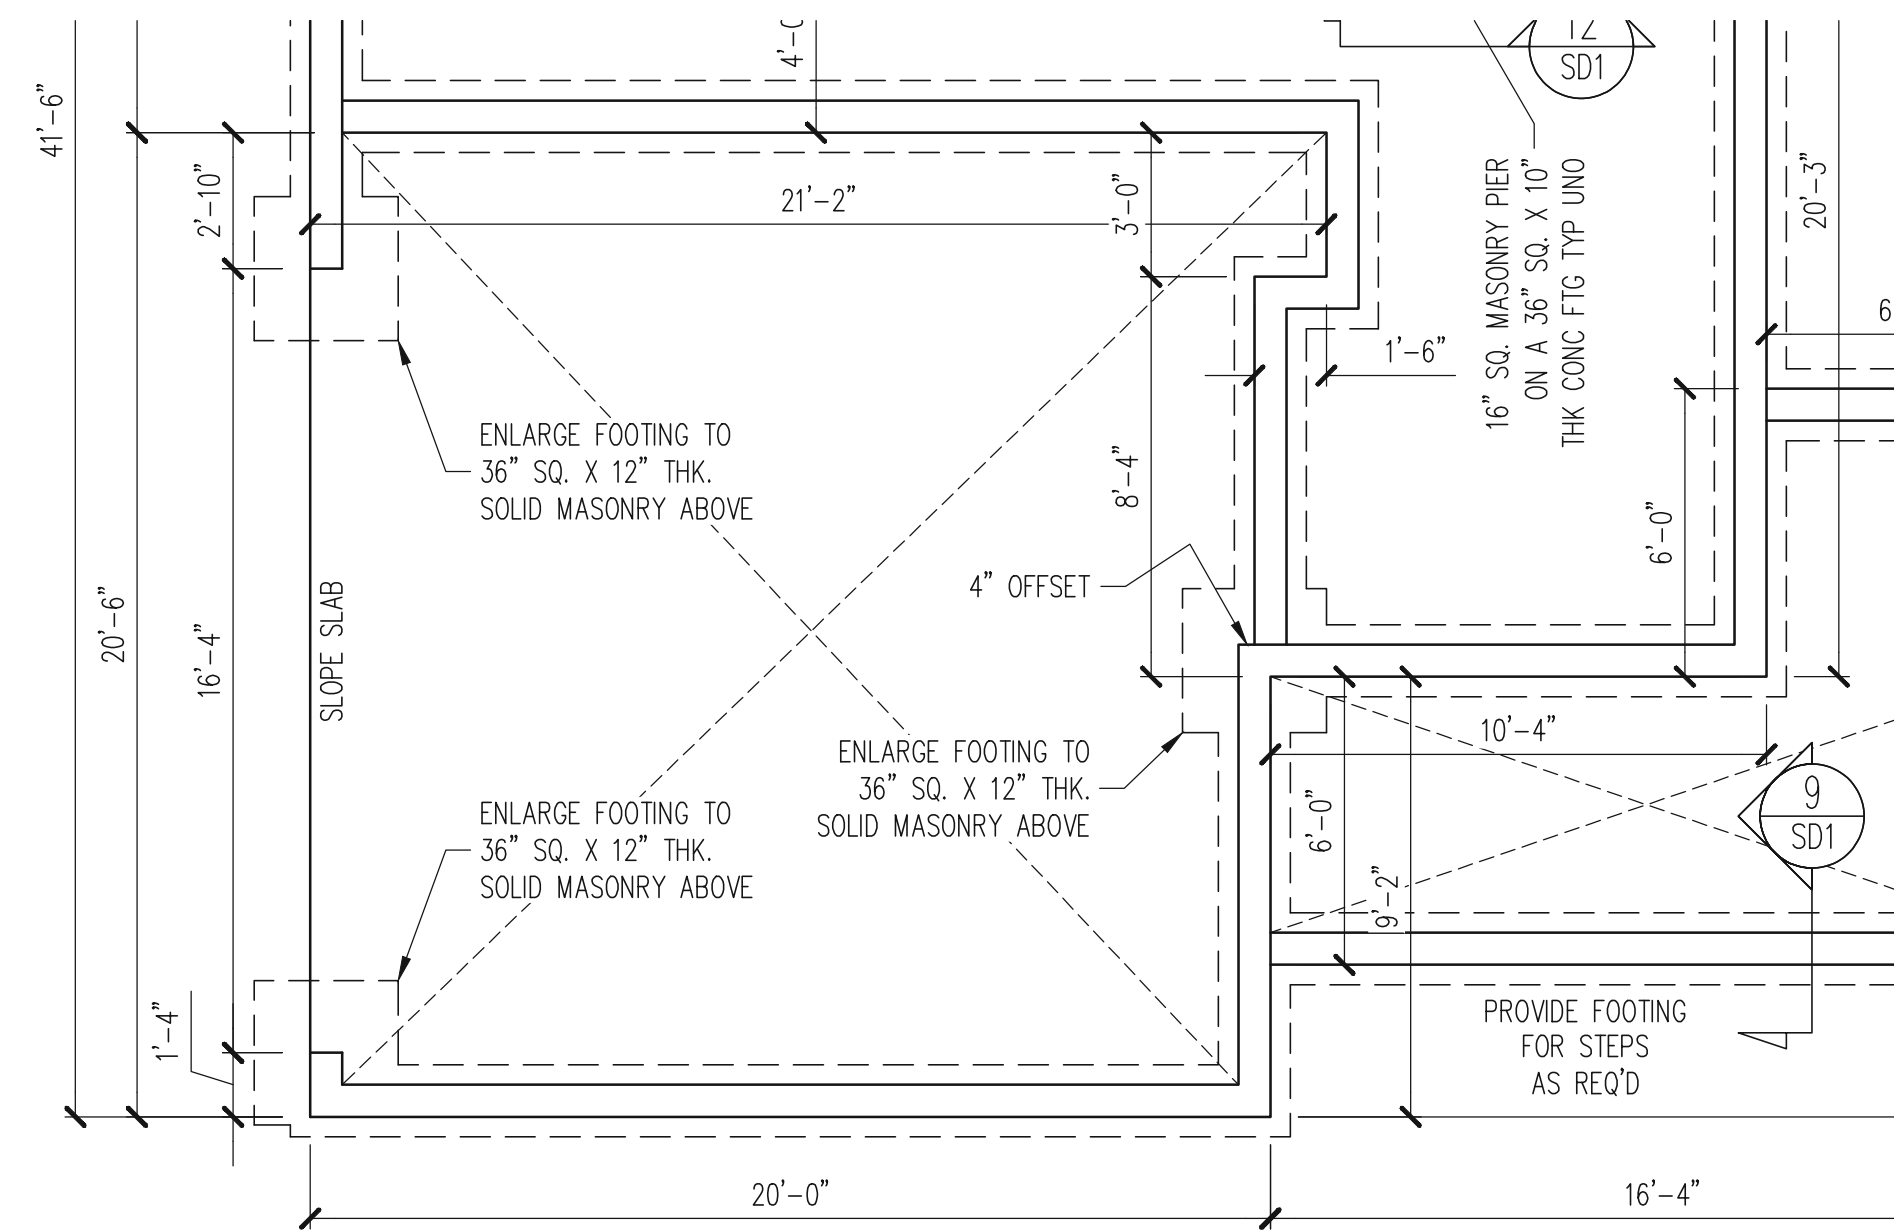 4'-0
12
SD1
41'-6"
2'-10"
21'-2"
3'-0"
16" SQ. MASONRY PIER
ON A 36" SQ. X 10"
THK CONC FTG TYP UNO
20'-3"
6
1'-6"
ENLARGE FOOTING TO
36" SQ. X 12" THK.
SOLID MASONRY ABOVE
8'-4"
6'-0"
4" OFFSET
20'-6"
16'-4"
SLOPE SLAB
10'-4"
ENLARGE FOOTING TO
36" SQ. X 12" THK.
SOLID MASONRY ABOVE
9
SD1
6'-0"
ENLARGE FOOTING TO
36" SQ. X 12" THK.
SOLID MASONRY ABOVE
9'-2"
1'-4"
PROVIDE FOOTING
FOR STEPS
AS REQ'D
20'-0"
16'-4"